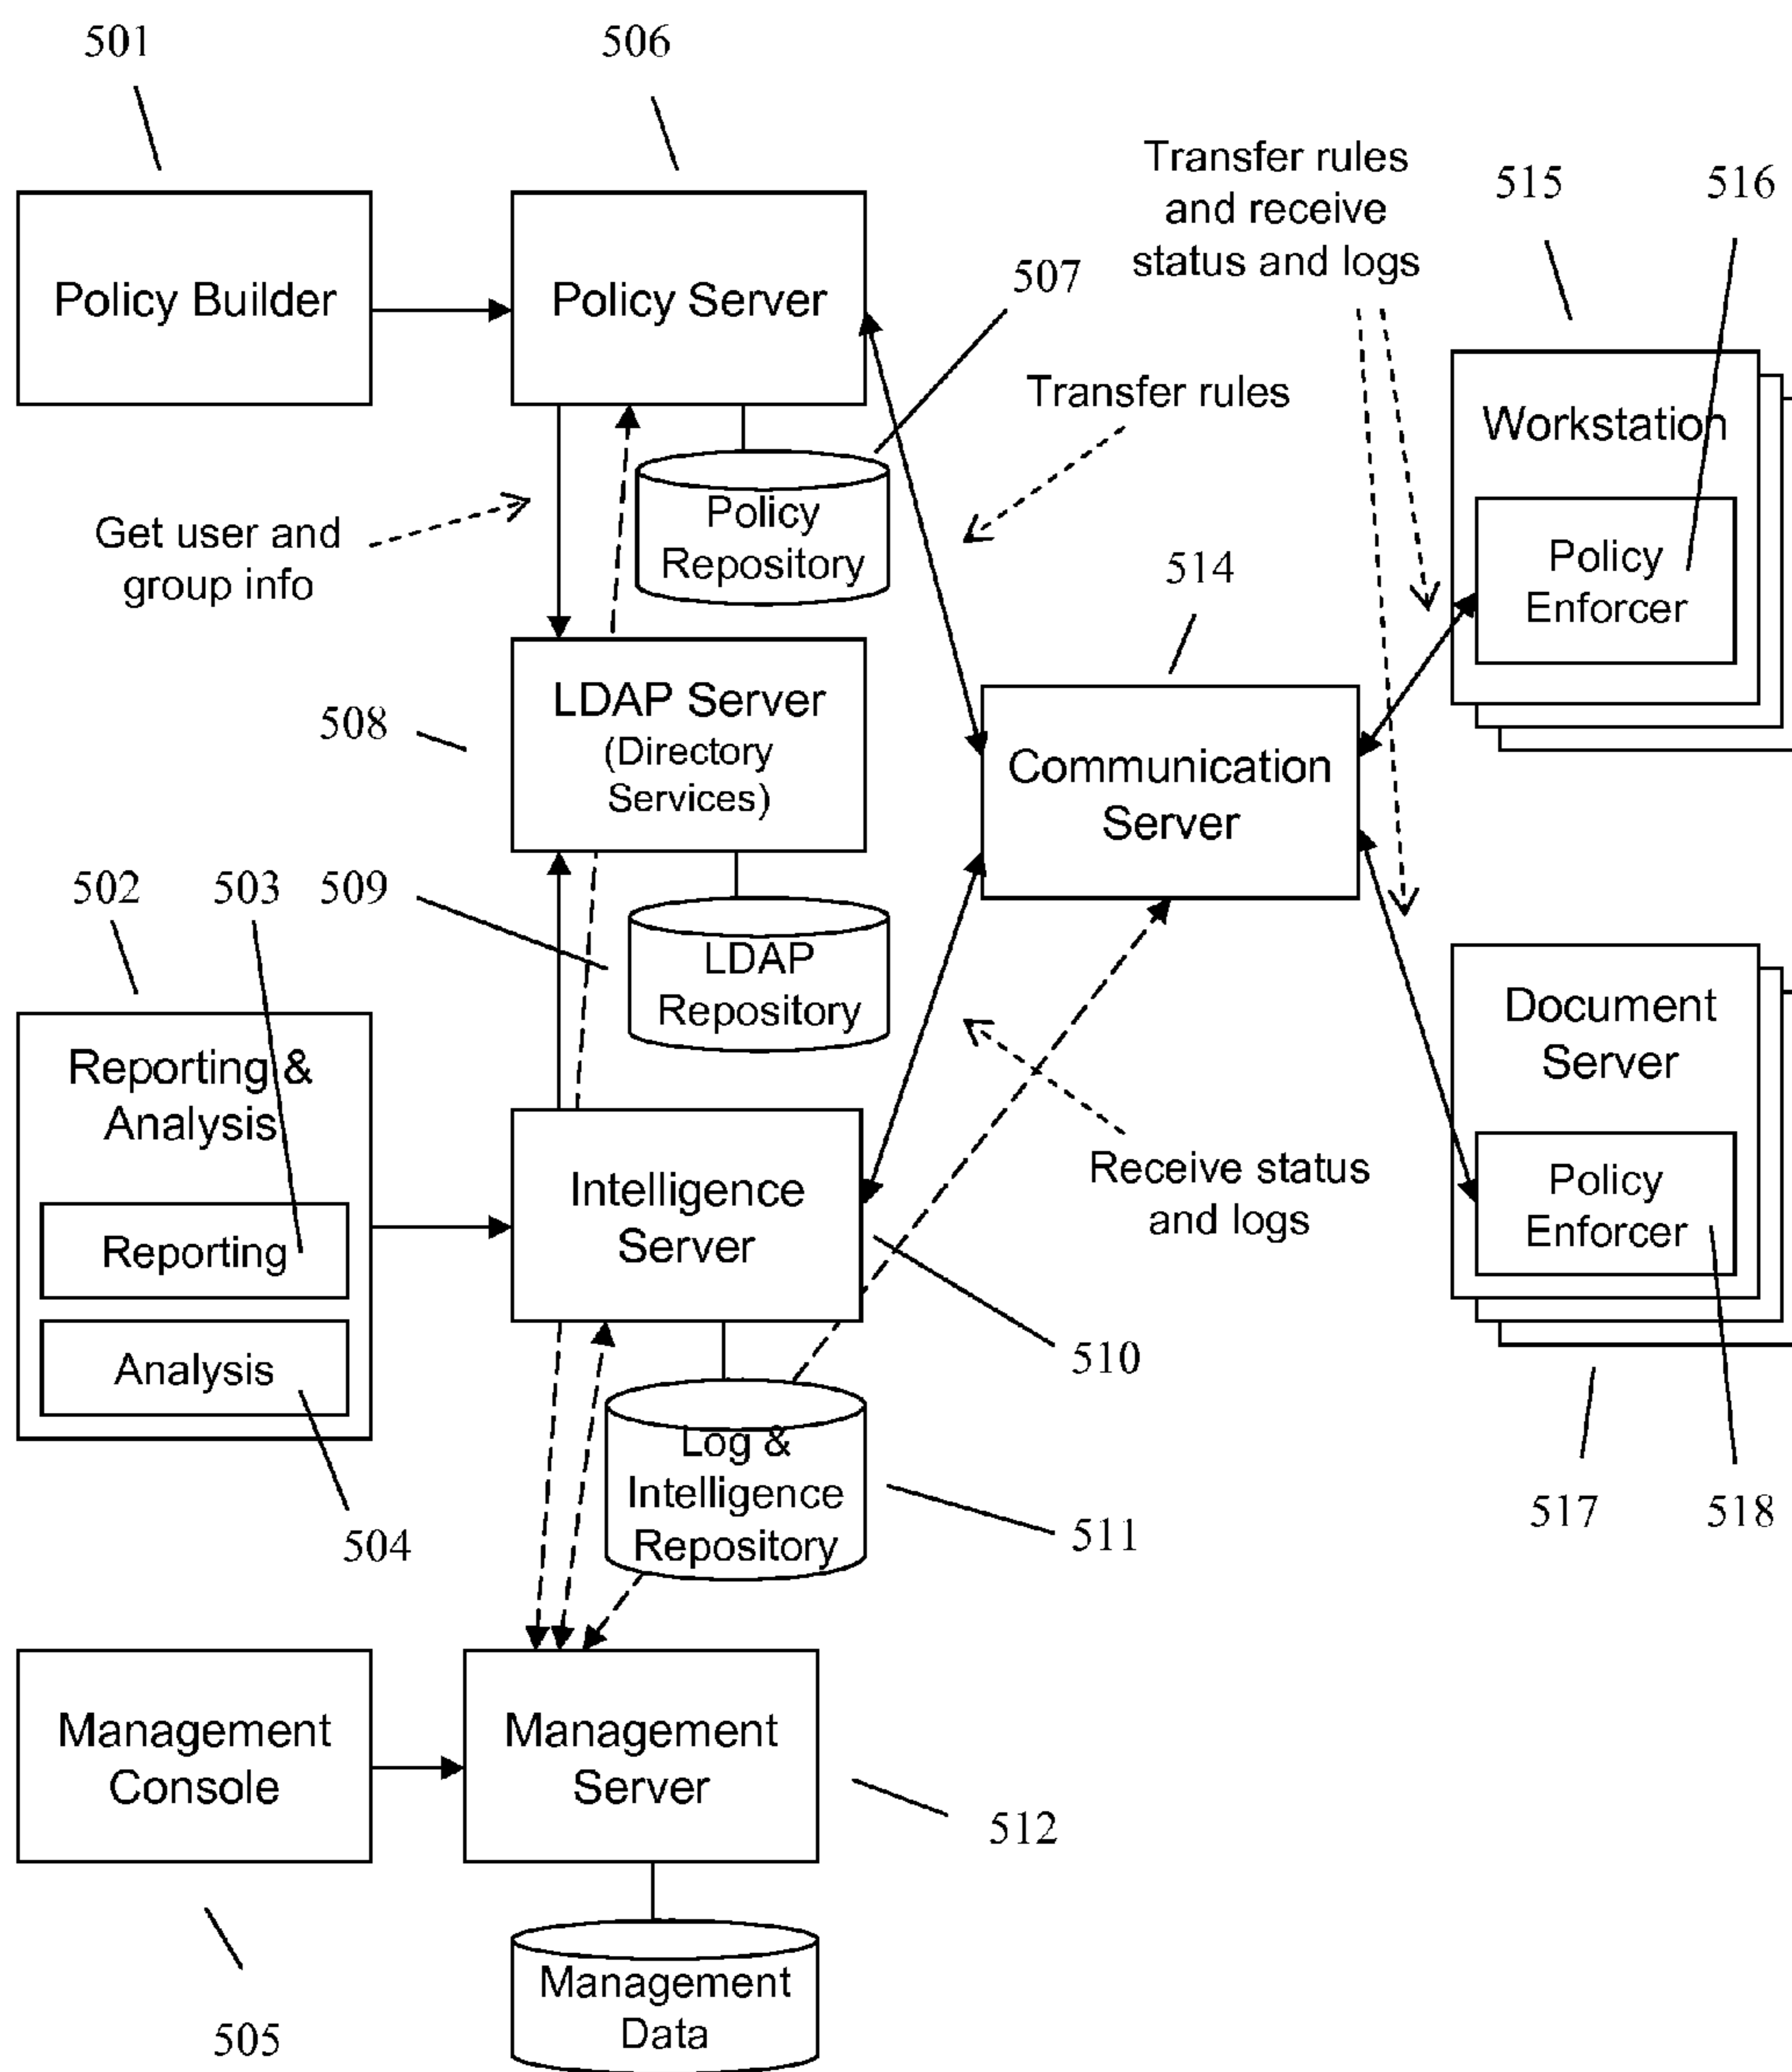 501
506
Transfer rules
and receive
status and logs
515
516
507
Policy Builder
Policy Server
Transfer rules
Workstation
Get user and
group info
Policy
Repository
514
Policy
Enforcer
508
LDAP Server
(Directory
Services)
Communication
Server
502
503
509
LDAP
Repository
Document
Server
Reporting &
Analysis
Intelligence
Server
Receive status
and logs
Policy
Enforcer
Reporting
Analysis
510
Log &
Intelligence
Repository
504
511
517
518
Management
Console
Management
Server
512
505
Management
Data